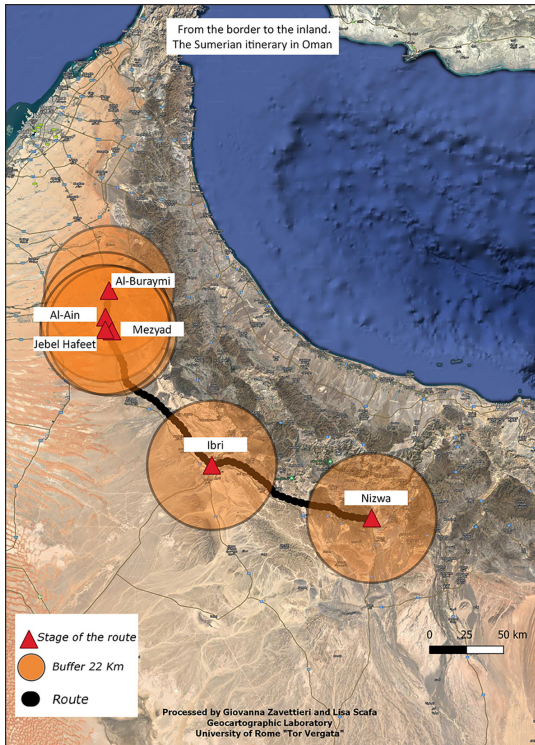 From the border to the inland.
The Sumerian itinerary in Oman
Al-Buraymi
Al-Ain
Mezyad
Jebel Hafeet
Ibri
Nizwa
0 25 50 km
Stage of the route
Buffer 22 Km
Route
Processed by Giovanna Zavettieri and Lisa Scafa
Geocartographic Laboratory
University of Rome "Tor Vergata"